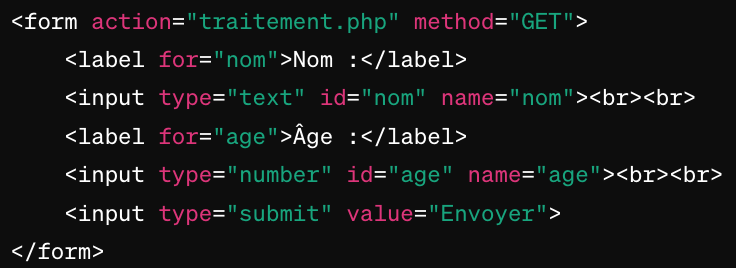 <form action="traitement.php" method="GET">
    <label for="nom">Nom :</label>
    <input type="text" id="nom" name="nom"><br><br>
    <label for="age">Âge :</label>
    <input type="number" id="age" name="age"><br><br>
    <input type="submit" value="Envoyer">
</form>